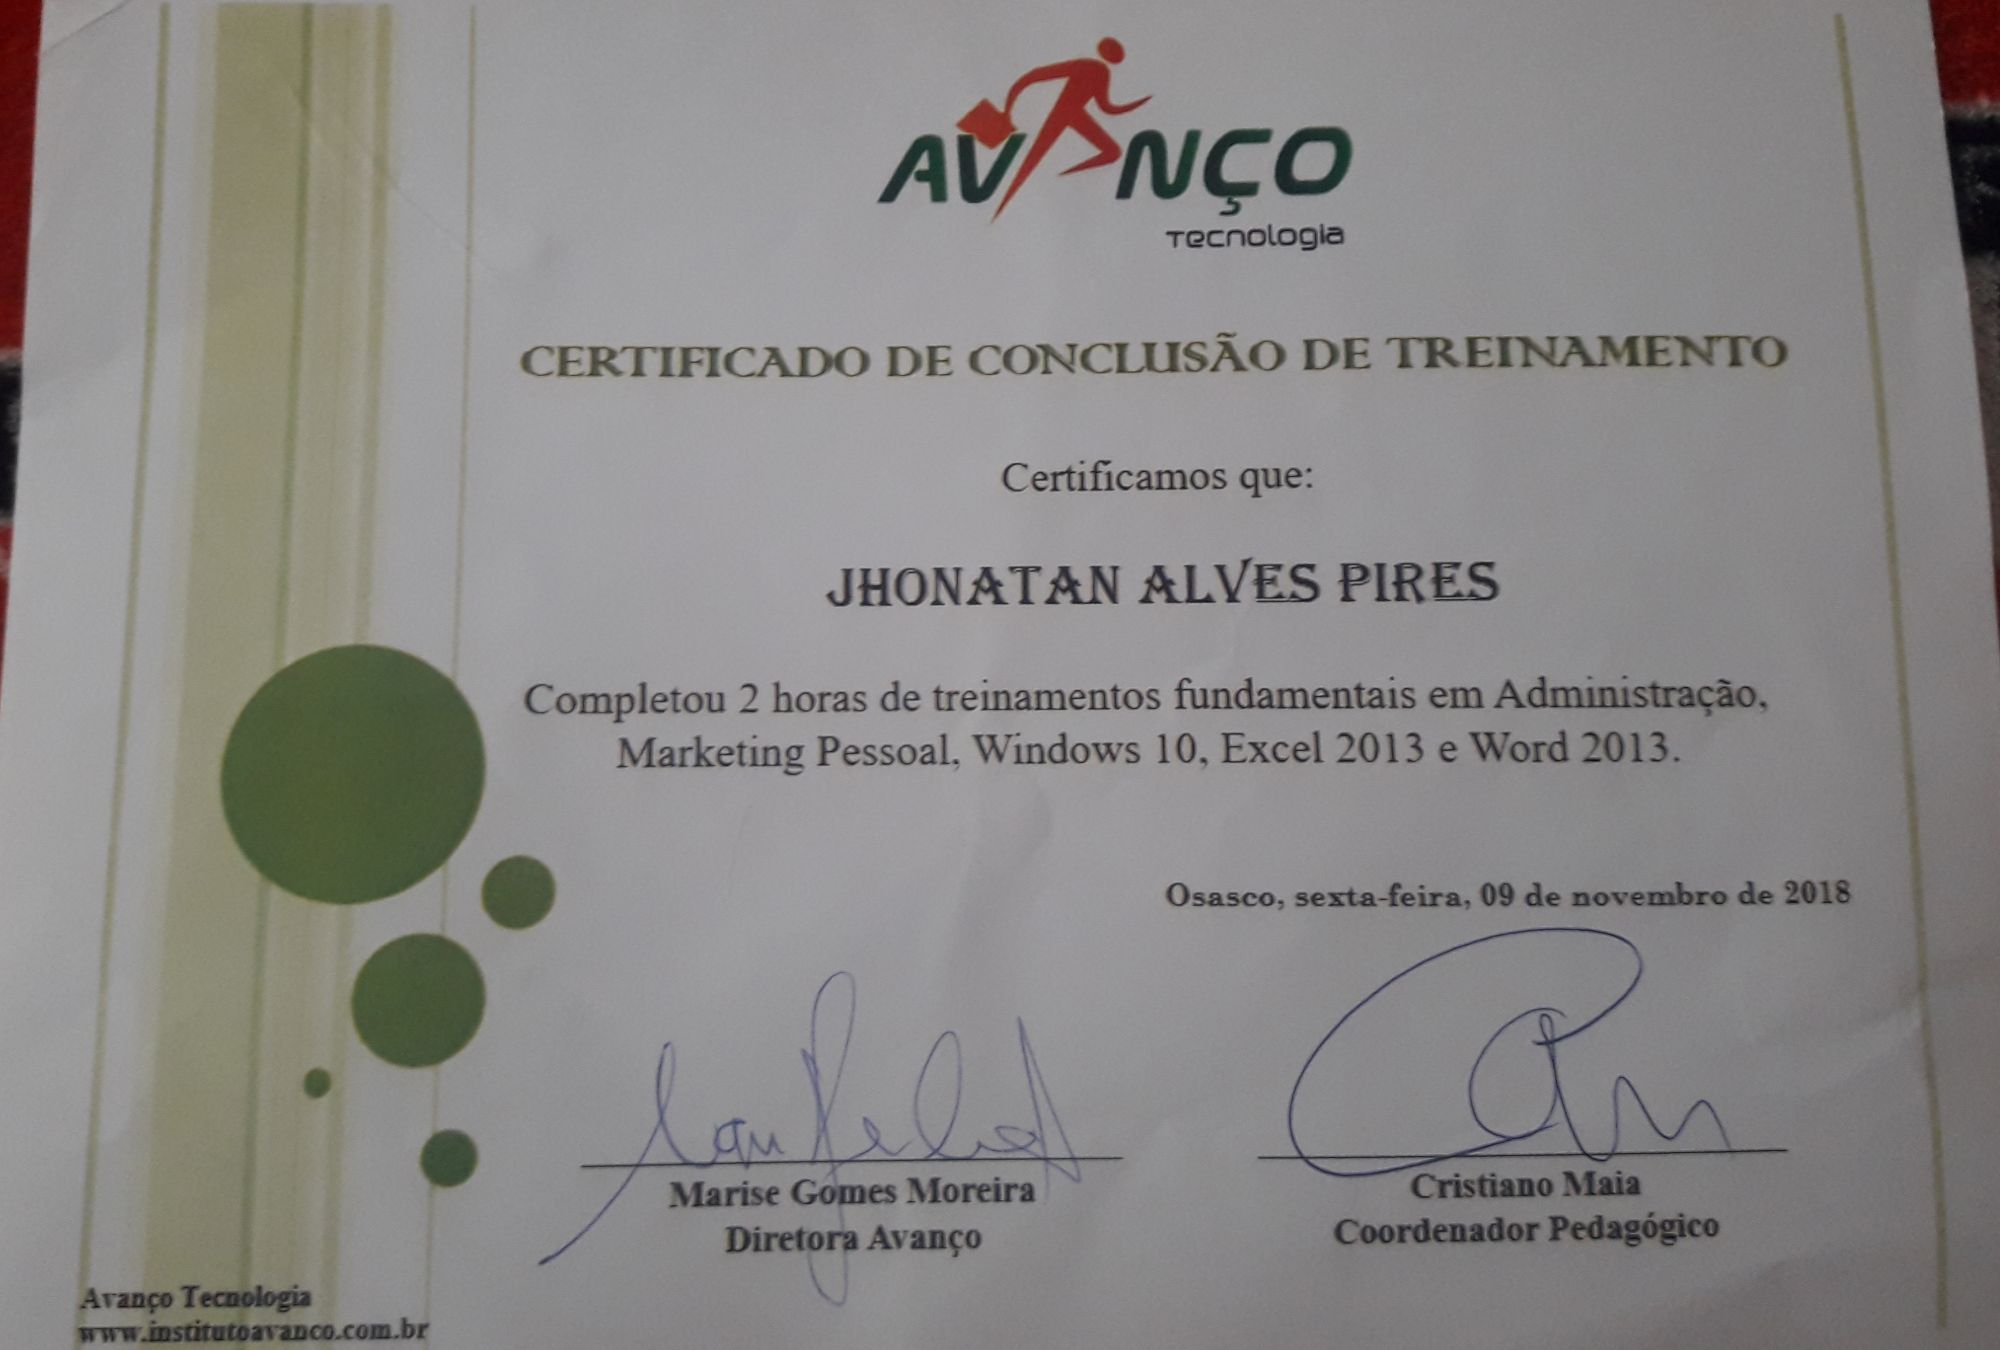 AVANÇO
Tecnologia
CERTIFICADO DE CONCLUSÃO DE TREINAMENTO
Certificamos que:
JHONATAN ALVES PIRES
Completou 2 horas de treinamentos fundamentais em Administração,
Marketing Pessoal, Windows 10, Excel 2013 e Word 2013.
Osasco, sexta-feira, 09 de novembro de 2018
Marise Gomes Moreira
Diretora Avanço
Cristiano Maia
Coordenador Pedagógico
Avanço Tecnologia
www.institutoavanco.com.br